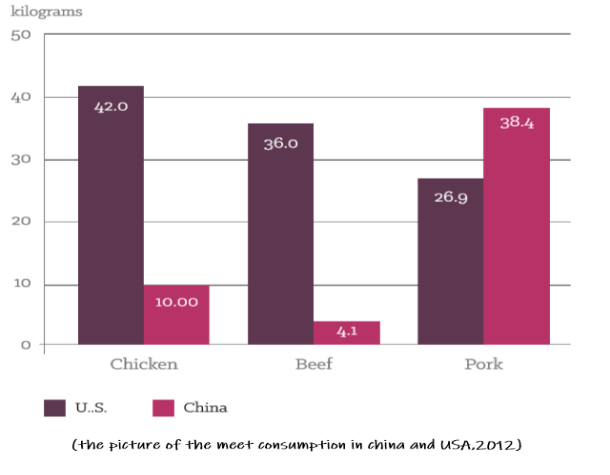 kilograms
50
40
30
20
10
0
42.0
10.00
36.0
4.1
26.9
38.4
Chicken
Beef
Pork
U..S.
China
(the picture of the meet consumption in china and USA,2012)